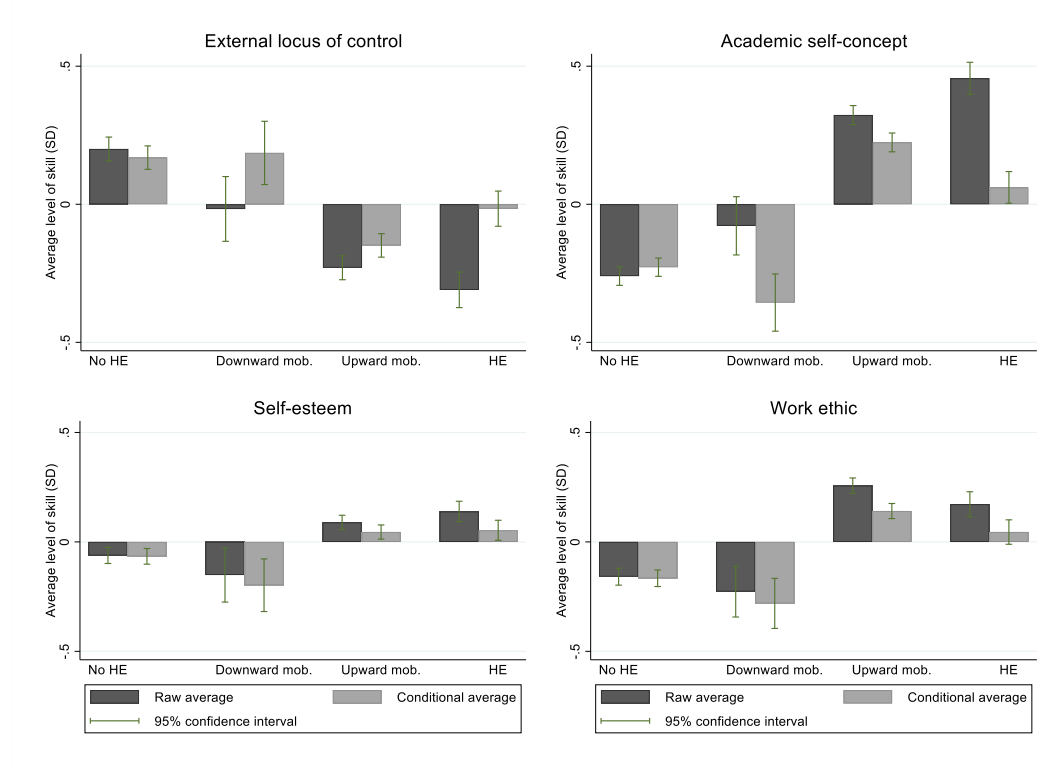 External locus of control
Average level of skill (SD)
.5
0
-.5
No HE Downward mob. Upward mob. HE
Academic self-concept
Average level of skill (SD)
.5
0
-.5
No HE Downward mob. Upward mob. HE
Self-esteem
Average level of skill (SD)
.5
0
-.5
No HE Downward mob. Upward mob. HE
Raw average Conditional average
95% confidence interval
Work ethic
Average level of skill (SD)
.5
0
-.5
No HE Downward mob. Upward mob. HE
Raw average Conditional average
95% confidence interval